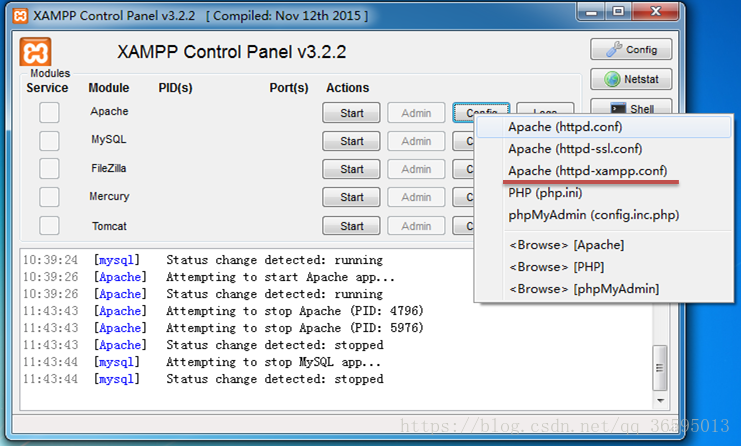 XAMPP Control Panel v3.2.2 [ Compiled: Nov 12th 2015 ]
XAMPP Control Panel v3.2.2
Config
Netstat
Shell
Modules
Service Module PID(s) Port(s) Actions
Apache Start Admin Config Logs
MySQL Start Admin
FileZilla Start Admin
Mercury Start Admin
Tomcat Start Admin
Apache (httpd.conf)
Apache (httpd-ssl.conf)
Apache (httpd-xampp.conf)
PHP (php.ini)
phpMyAdmin (config.inc.php)
<Browse> [Apache]
<Browse> [PHP]
<Browse> [phpMyAdmin]
10:39:24 [mysql] Status change detected: running
10:39:26 [Apache] Attempting to start Apache app...
10:39:26 [Apache] Status change detected: running
11:43:43 [Apache] Attempting to stop Apache (PID: 4796)
11:43:43 [Apache] Attempting to stop Apache (PID: 5976)
11:43:43 [Apache] Status change detected: stopped
11:43:44 [mysql] Attempting to stop MySQL app...
11:43:44 [mysql] Status change detected: stopped
https://blog.csdn.net/qq_36595013